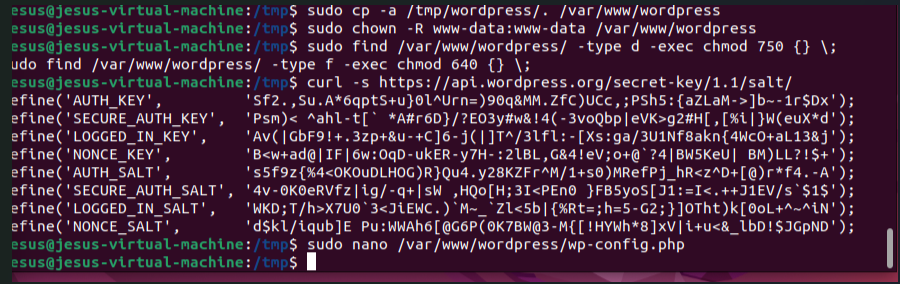 esus@jesus-virtual-machine:/tmp$ sudo cp -a /tmp/wordpress/. /var/www/wordpress
esus@jesus-virtual-machine:/tmp$ sudo chown -R www-data:www-data /var/www/wordpress
esus@jesus-virtual-machine:/tmp$ sudo find /var/www/wordpress/ -type d -exec chmod 750 {} \;
udo find /var/www/wordpress/ -type f -exec chmod 640 {} \;
esus@jesus-virtual-machine:/tmp$ curl -s https://api.wordpress.org/secret-key/1.1/salt/
efine('AUTH_KEY',         'Sf2.,Su.A*6qptS+u}0l^Urn=)90q&MM.ZfC)UCc,;PSh5:{aZLaM->]b~-1r$Dx');
efine('SECURE_AUTH_KEY',  'Psm)< ^ahl-t[` *A#r6D}/?EO3y#w&!4(-3voQbp|eVK>g2#H[,[%i|}W(euX*d');
efine('LOGGED_IN_KEY',    'Av(|GbF9!+.3zp+&u-+C]6-j(|]T^/3lfl:-[Xs:ga/3U1Nf8akn{4WcO+aL13&j');
efine('NONCE_KEY',        'B<w+ad@|IF|6w:OqD-ukER-y7H-:2lBL,G&4!eV;o+@`?4|BW5KeU| BM)LL?!$+');
efine('AUTH_SALT',        's5f9z{%4<OKOuDLHOG)R}Qu4.y28KZFr^M/1+s0)MRefPj_hR<z^D+[@)r*f4.-A');
efine('SECURE_AUTH_SALT', '4v-0K0eRVfz|ig/-q+|sW ,HQo[H;3I<PEn0 }FB5yoS[J1:=I<.++J1EV/s`$1$');
efine('LOGGED_IN_SALT',   'WKD;T/h>X7U0`3<JiEWC.)`M~_`Zl<5b|{%Rt=;h=5-G2;}]OTht)k[0oL+^~^iN');
efine('NONCE_SALT',       'd$kl/iqub]E Pu:WWAh6[@G6P(0K7BW@3-M{[!HYWh*8]xV|i+u<&_lbD!$JGpND');
esus@jesus-virtual-machine:/tmp$ sudo nano /var/www/wordpress/wp-config.php
esus@jesus-virtual-machine:/tmp$